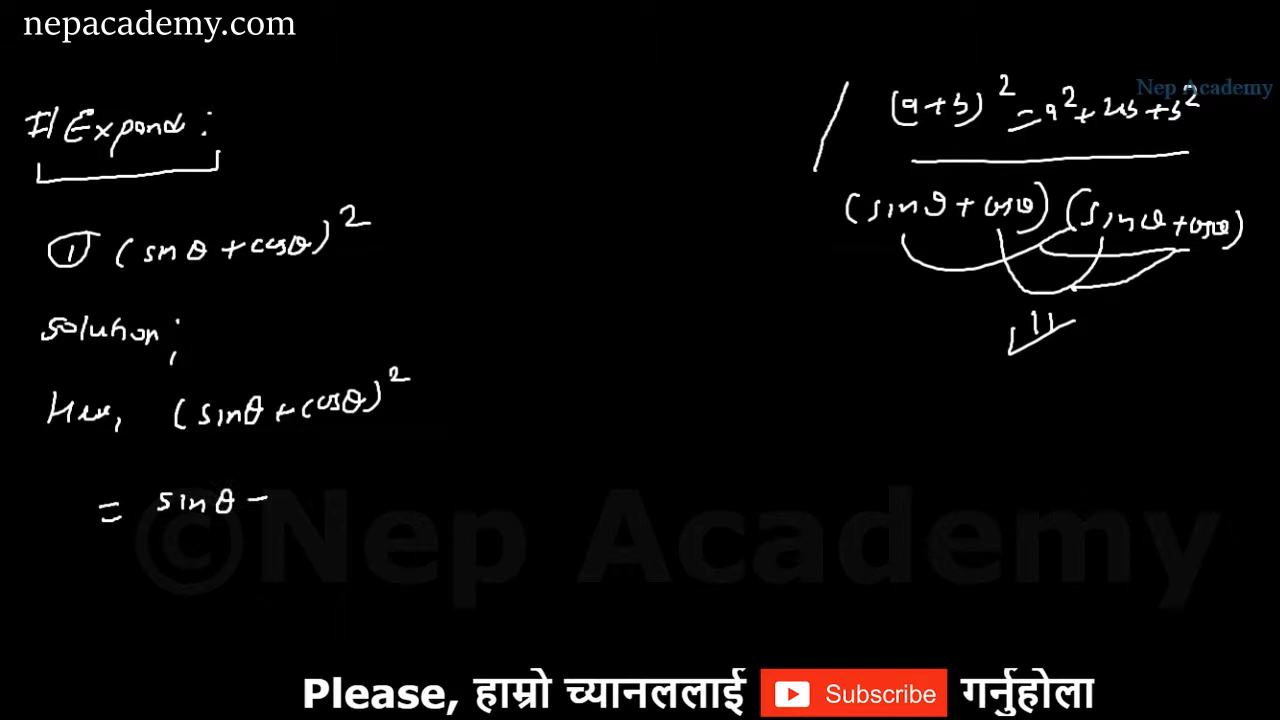 nepacademy.com
I/ Expand :
① (sinθ + cosθ)²
Solution;
Here, (sinθ + cosθ)²
= sinθ -
(a+b)² = a² + 2ab + b²
(sinθ + cosθ) (sinθ + cosθ)
Nep Academy
© Nep Academy
Please, हाम्रो च्यानललाई Subscribe गर्नुहोला